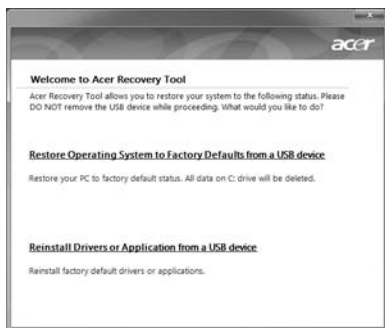 acer
Welcome to Acer Recovery Tool
Acer Recovery Tool allows you to restore your system to the following status. Please
DO NOT remove the USB device while proceeding. What would you like to do?
Restore Operating System to Factory Defaults from a USB device
Restore your PC to factory default status. All data on C: drive will be deleted.
Reinstall Drivers or Application from a USB device
Reinstall factory default drivers or applications.